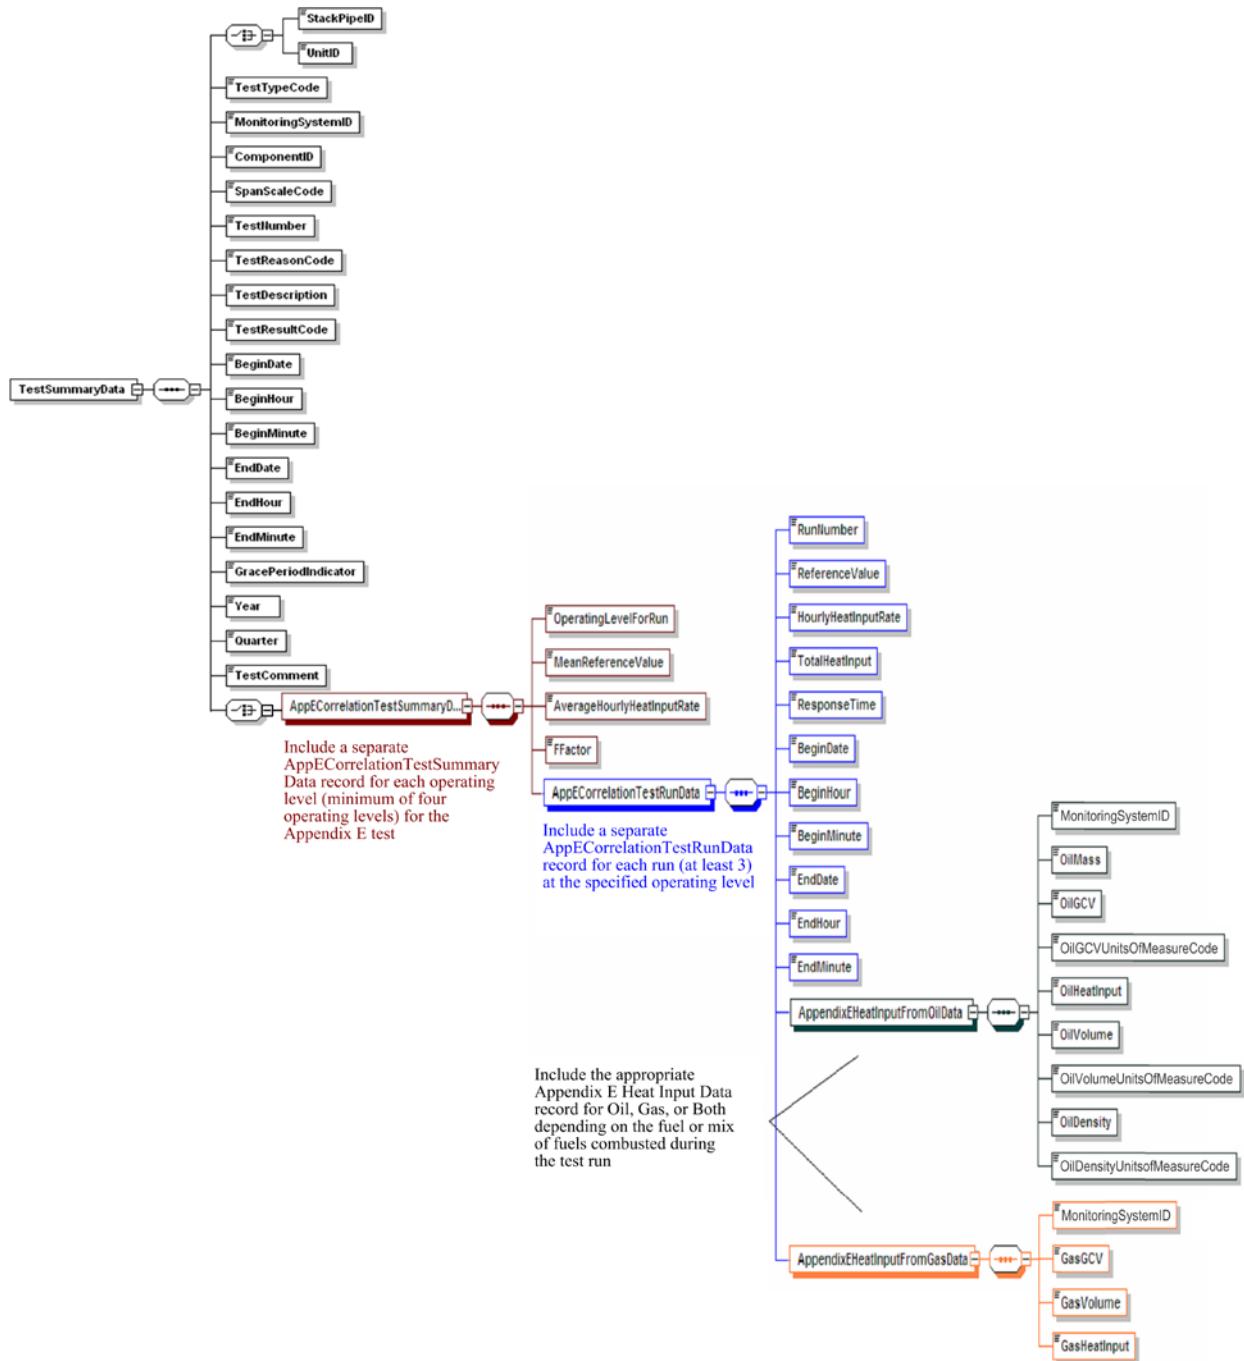 StackPipeID
UnitID
TestTypeCode
MonitoringSystemID
ComponentID
SpanScaleCode
TestNumber
TestReasonCode
TestDescription
TestResultCode
BeginDate
TestSummaryData
BeginHour
BeginMinute
EndDate
EndHour
EndMinute
GracePeriodIndicator
Year
Quarter
TestComment
AppECorrelationTestSummaryD...
Include a separate
AppECorrelationTestSummary
Data record for each operating
level (minimum of four
operating levels) for the
Appendix E test
OperatingLevelForRun
MeanReferenceValue
AverageHourlyHeatInputRate
FFactor
AppECorrelationTestRunData
Include a separate
AppECorrelationTestRunData
record for each run (at least 3)
at the specified operating level
RunNumber
ReferenceValue
HourlyHeatInputRate
TotalHeatInput
ResponseTime
BeginDate
BeginHour
BeginMinute
EndDate
EndHour
EndMinute
AppendixEHeatInputFromOilData
Include the appropriate
Appendix E Heat Input Data
record for Oil, Gas, or Both
depending on the fuel or mix
of fuels combusted during
the test run
MonitoringSystemID
OilMass
OilGCV
OilGCVUnitsOfMeasureCode
OilHeatInput
OilVolume
OilVolumeUnitsOfMeasureCode
OilDensity
OilDensityUnitsofMeasureCode
AppendixEHeatInputFromGasData
MonitoringSystemID
GasGCV
GasVolume
GasHeatInput